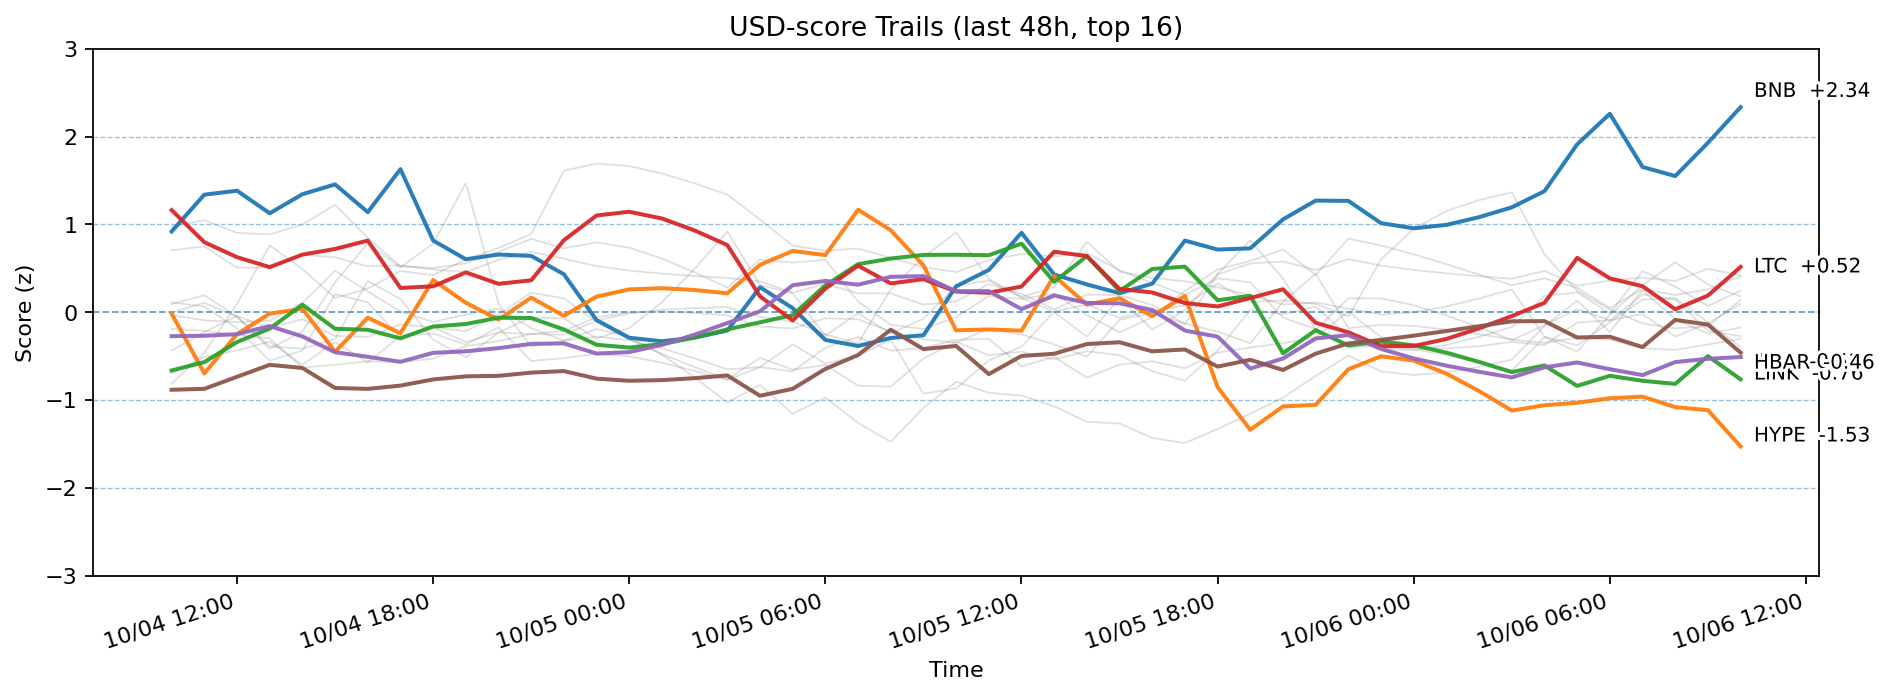 USD-score Trails (last 48h, top 16)
Score (z)
3
2
1
0
−1
−2
−3
BNB +2.34
LTC +0.52
HBAR
LINK -0.76
HYPE -1.53
10/04 12:00
10/04 18:00
10/05 00:00
10/05 06:00
10/05 12:00
10/05 18:00
10/06 00:00
10/06 06:00
10/06 12:00
Time